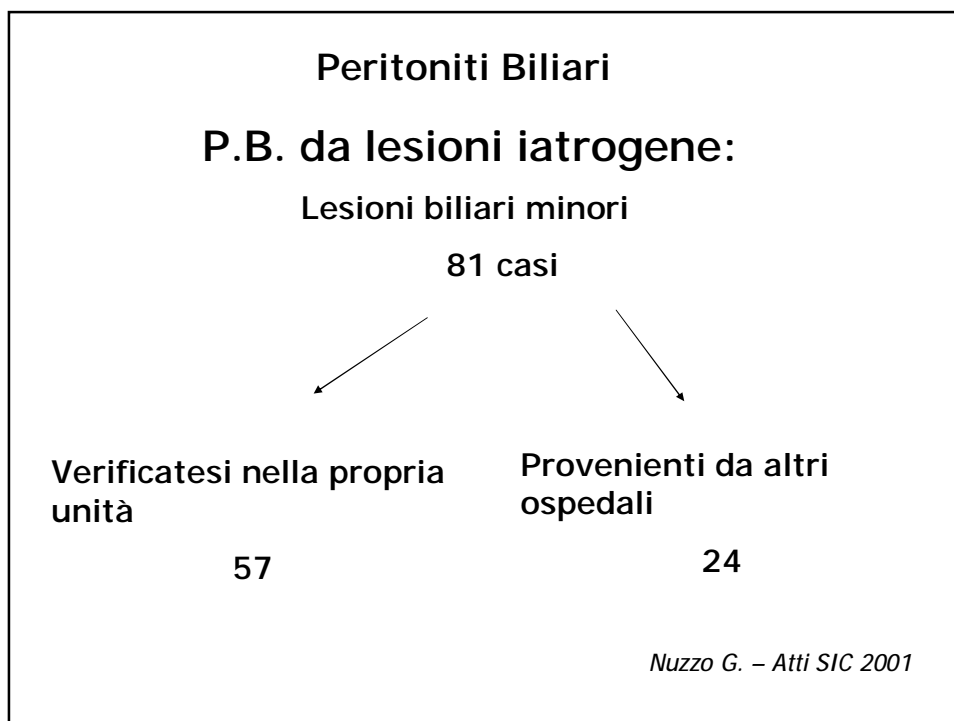 Peritoniti Biliari
P.B. da lesioni iatrogene:
Lesioni biliari minori
81 casi
Verificatesi nella propria
unità
57
Provenienti da altri
ospedali
24
Nuzzo G. – Atti SIC 2001